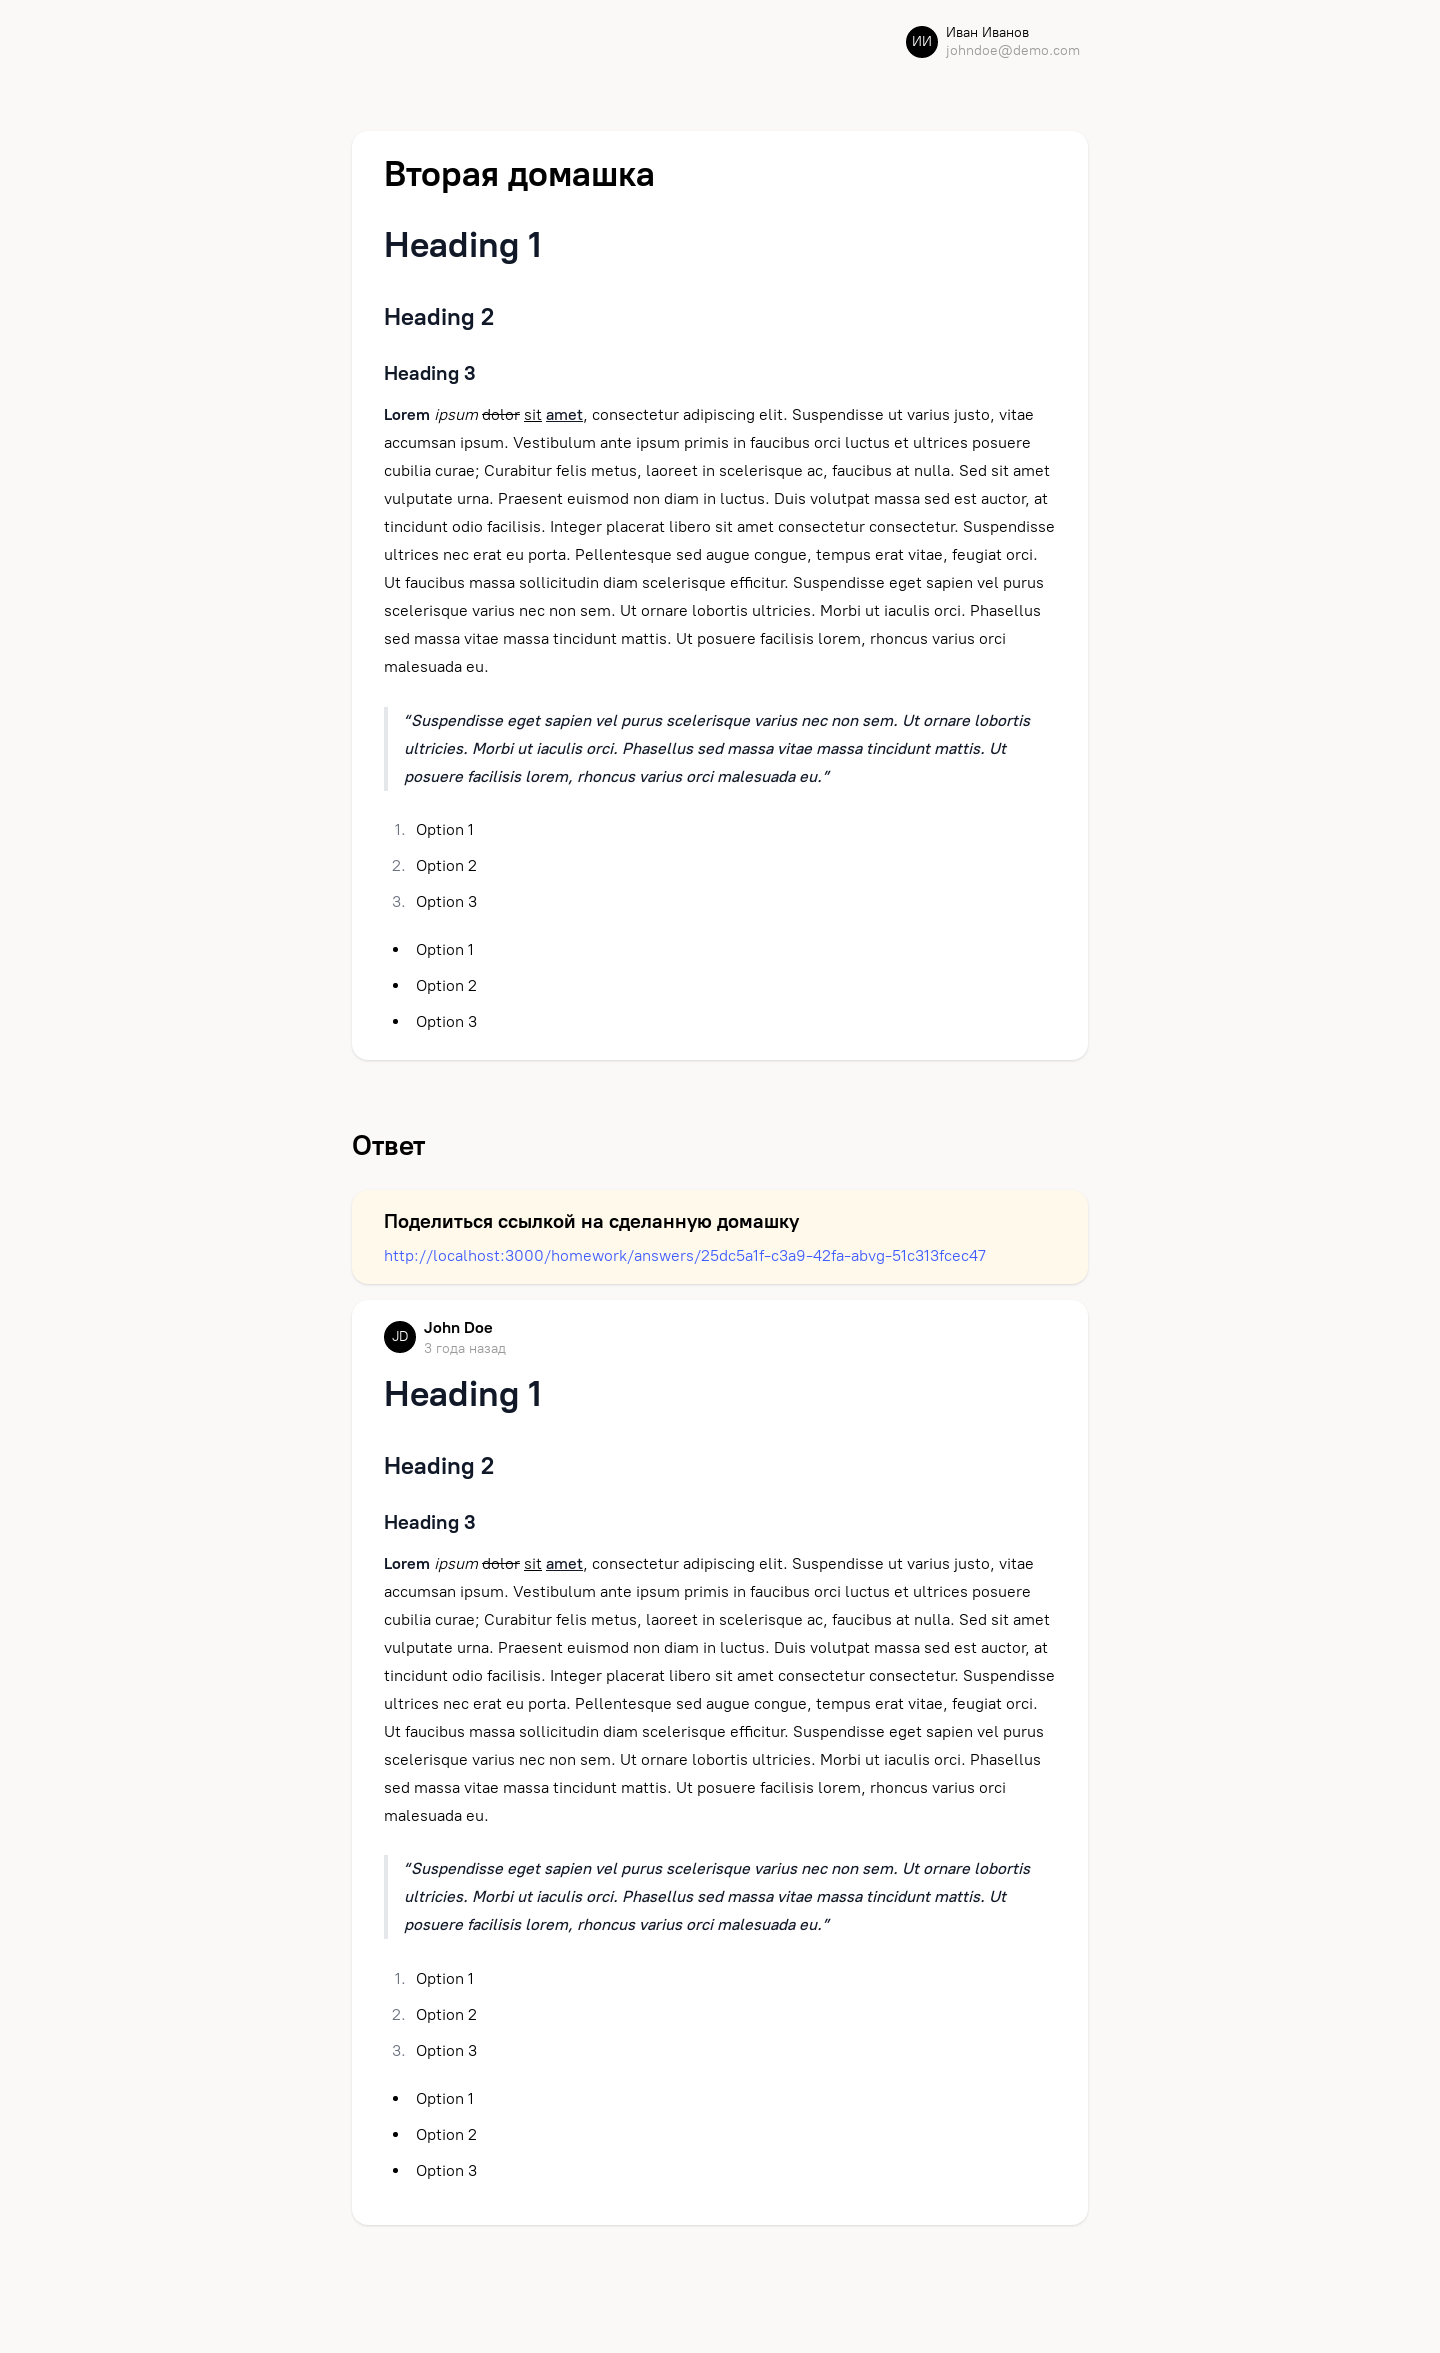 ИИ
Иван Иванов
johndoe@demo.com
Вторая домашка
Heading 1
Heading 2
Heading 3
Lorem ipsum dolor sit amet, consectetur adipiscing elit. Suspendisse ut varius justo, vitae
accumsan ipsum. Vestibulum ante ipsum primis in faucibus orci luctus et ultrices posuere
cubilia curae; Curabitur felis metus, laoreet in scelerisque ac, faucibus at nulla. Sed sit amet
vulputate urna. Praesent euismod non diam in luctus. Duis volutpat massa sed est auctor, at
tincidunt odio facilisis. Integer placerat libero sit amet consectetur consectetur. Suspendisse
ultrices nec erat eu porta. Pellentesque sed augue congue, tempus erat vitae, feugiat orci.
Ut faucibus massa sollicitudin diam scelerisque efficitur. Suspendisse eget sapien vel purus
scelerisque varius nec non sem. Ut ornare lobortis ultricies. Morbi ut iaculis orci. Phasellus
sed massa vitae massa tincidunt mattis. Ut posuere facilisis lorem, rhoncus varius orci
malesuada eu.
“Suspendisse eget sapien vel purus scelerisque varius nec non sem. Ut ornare lobortis
ultricies. Morbi ut iaculis orci. Phasellus sed massa vitae massa tincidunt mattis. Ut
posuere facilisis lorem, rhoncus varius orci malesuada eu.”
1. Option 1
2. Option 2
3. Option 3
• Option 1
• Option 2
• Option 3
Ответ
Поделиться ссылкой на сделанную домашку
http://localhost:3000/homework/answers/25dc5a1f-c3a9-42fa-abvg-51c313fcec47
JD
John Doe
3 года назад
Heading 1
Heading 2
Heading 3
Lorem ipsum dolor sit amet, consectetur adipiscing elit. Suspendisse ut varius justo, vitae
accumsan ipsum. Vestibulum ante ipsum primis in faucibus orci luctus et ultrices posuere
cubilia curae; Curabitur felis metus, laoreet in scelerisque ac, faucibus at nulla. Sed sit amet
vulputate urna. Praesent euismod non diam in luctus. Duis volutpat massa sed est auctor, at
tincidunt odio facilisis. Integer placerat libero sit amet consectetur consectetur. Suspendisse
ultrices nec erat eu porta. Pellentesque sed augue congue, tempus erat vitae, feugiat orci.
Ut faucibus massa sollicitudin diam scelerisque efficitur. Suspendisse eget sapien vel purus
scelerisque varius nec non sem. Ut ornare lobortis ultricies. Morbi ut iaculis orci. Phasellus
sed massa vitae massa tincidunt mattis. Ut posuere facilisis lorem, rhoncus varius orci
malesuada eu.
“Suspendisse eget sapien vel purus scelerisque varius nec non sem. Ut ornare lobortis
ultricies. Morbi ut iaculis orci. Phasellus sed massa vitae massa tincidunt mattis. Ut
posuere facilisis lorem, rhoncus varius orci malesuada eu.”
1. Option 1
2. Option 2
3. Option 3
• Option 1
• Option 2
• Option 3